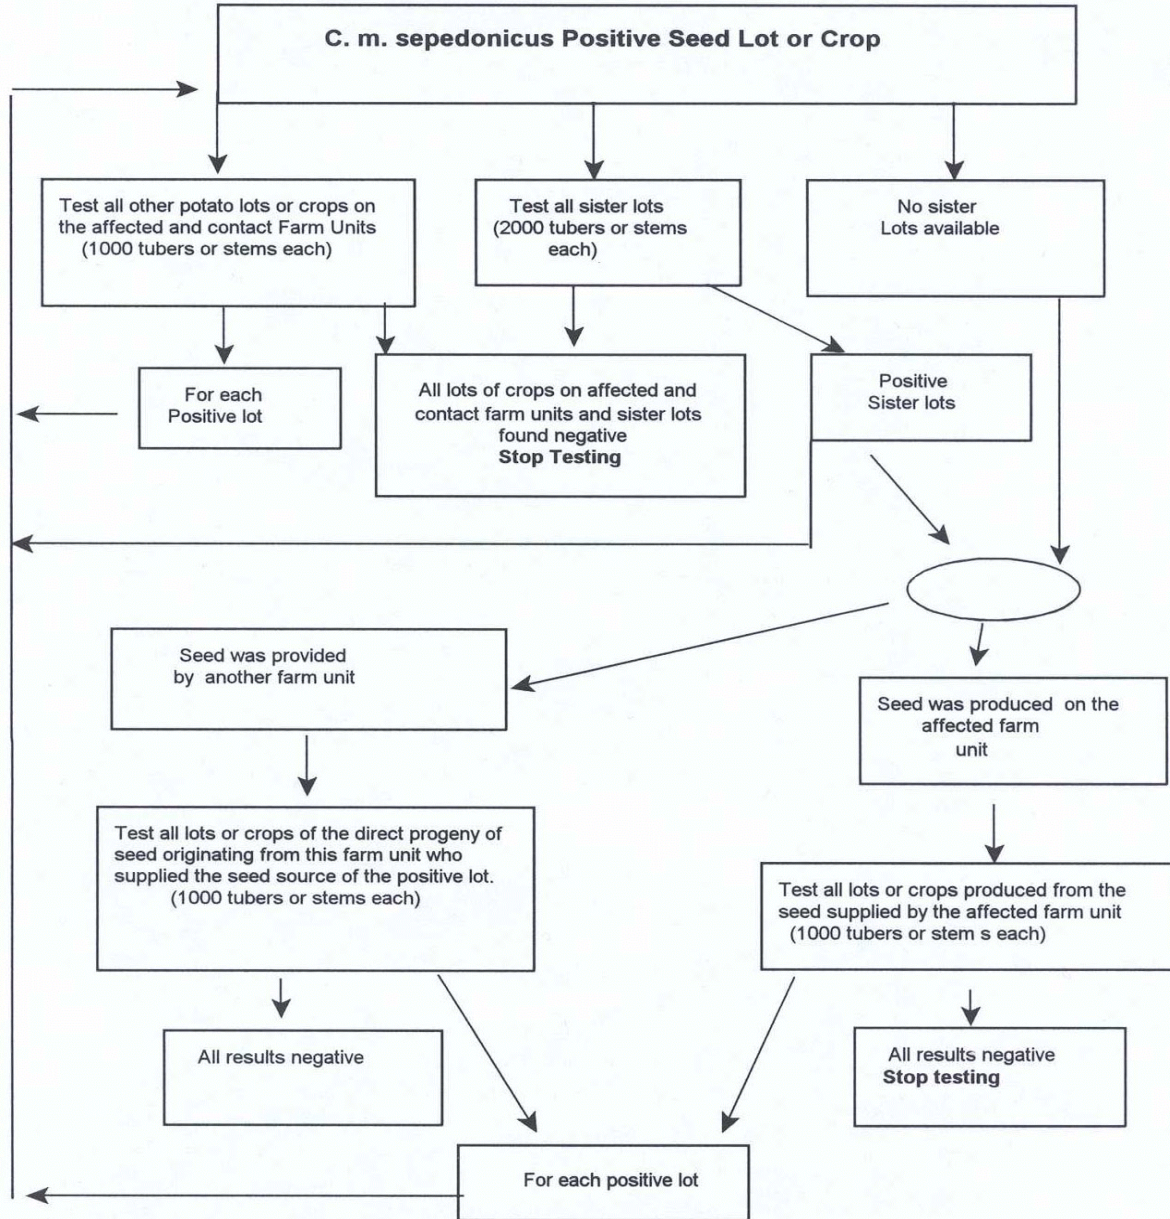 C. m. sepedonicus Positive Seed Lot or Crop
Test all other potato lots or crops on
the affected and contact Farm Units
(1000 tubers or stems each)
Test all sister lots
(2000 tubers or stems
each)
No sister
Lots available
For each
Positive lot
All lots of crops on affected and
contact farm units and sister lots
found negative
Stop Testing
Positive
Sister lots
Seed was provided
by another farm unit
Seed was produced on the
affected farm
unit
Test all lots or crops of the direct progeny of
seed originating from this farm unit who
supplied the seed source of the positive lot.
(1000 tubers or stems each)
Test all lots or crops produced from the
seed supplied by the affected farm unit
(1000 tubers or stem s each)
All results negative
All results negative
Stop testing
For each positive lot